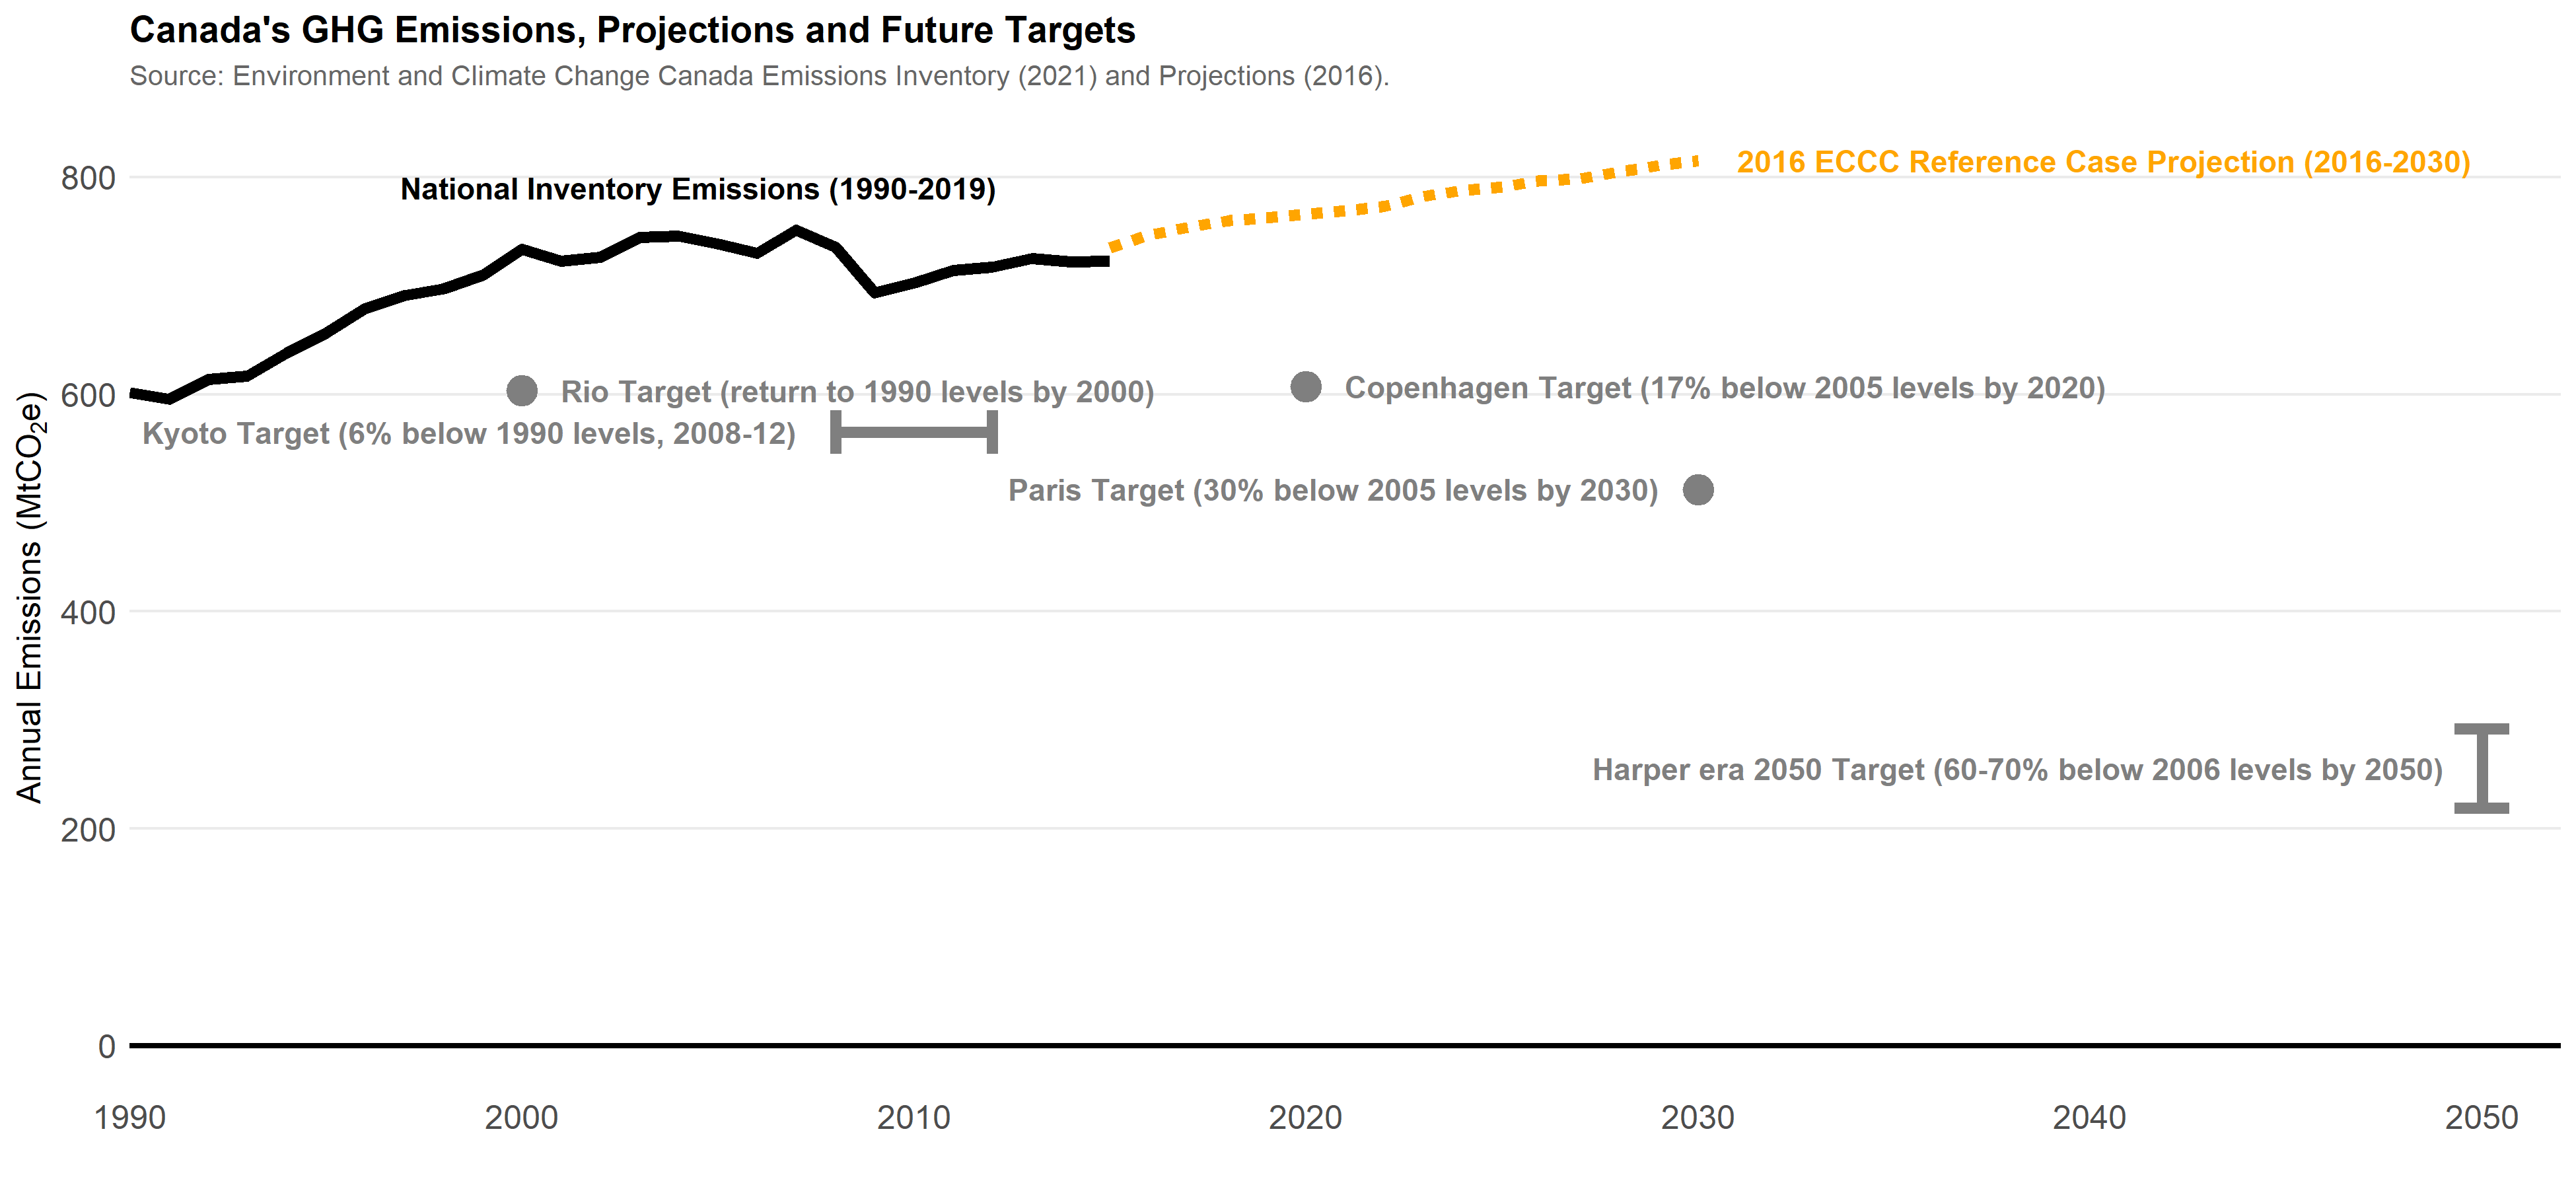 Canada's GHG Emissions, Projections and Future Targets
Source: Environment and Climate Change Canada Emissions Inventory (2021) and Projections (2016).
2016 ECCC Reference Case Projection (2016-2030)
800
National Inventory Emissions (1990-2019)
600
Rio Target (return to 1990 levels by 2000)
Copenhagen Target (17% below 2005 levels by 2020)
Kyoto Target (6% below 1990 levels, 2008-12)
Paris Target (30% below 2005 levels by 2030)
Annual Emissions (MtCO₂e)
400
Harper era 2050 Target (60-70% below 2006 levels by 2050)
200
0
1990 2000 2010 2020 2030 2040 2050